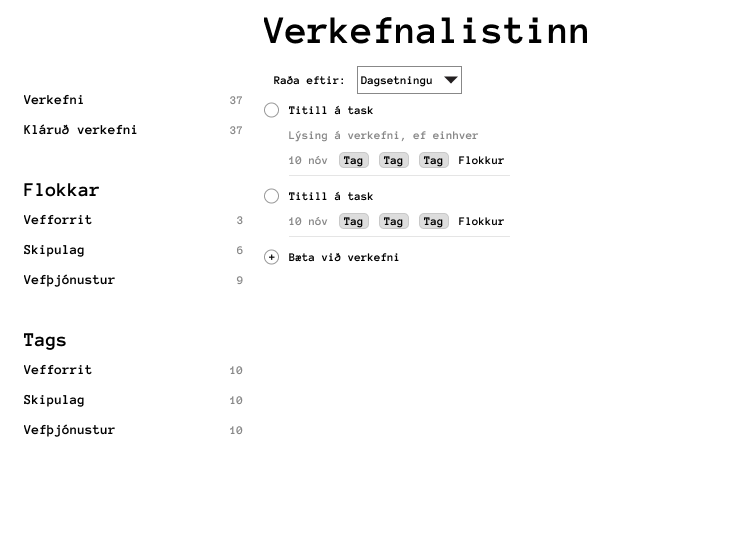 Verkefnalistinn
Verkefni 37
Kláruð verkefni 37
Flokkar
Vefforrit 3
Skipulag 6
Vefþjónustur 9
Tags
Vefforrit 10
Skipulag 10
Vefþjónustur 10
Raða eftir: Dagsetningu
Titill á task
Lýsing á verkefni, ef einhver
10 nóv Tag Tag Tag Flokkur
Titill á task
10 nóv Tag Tag Tag Flokkur
+ Bæta við verkefni